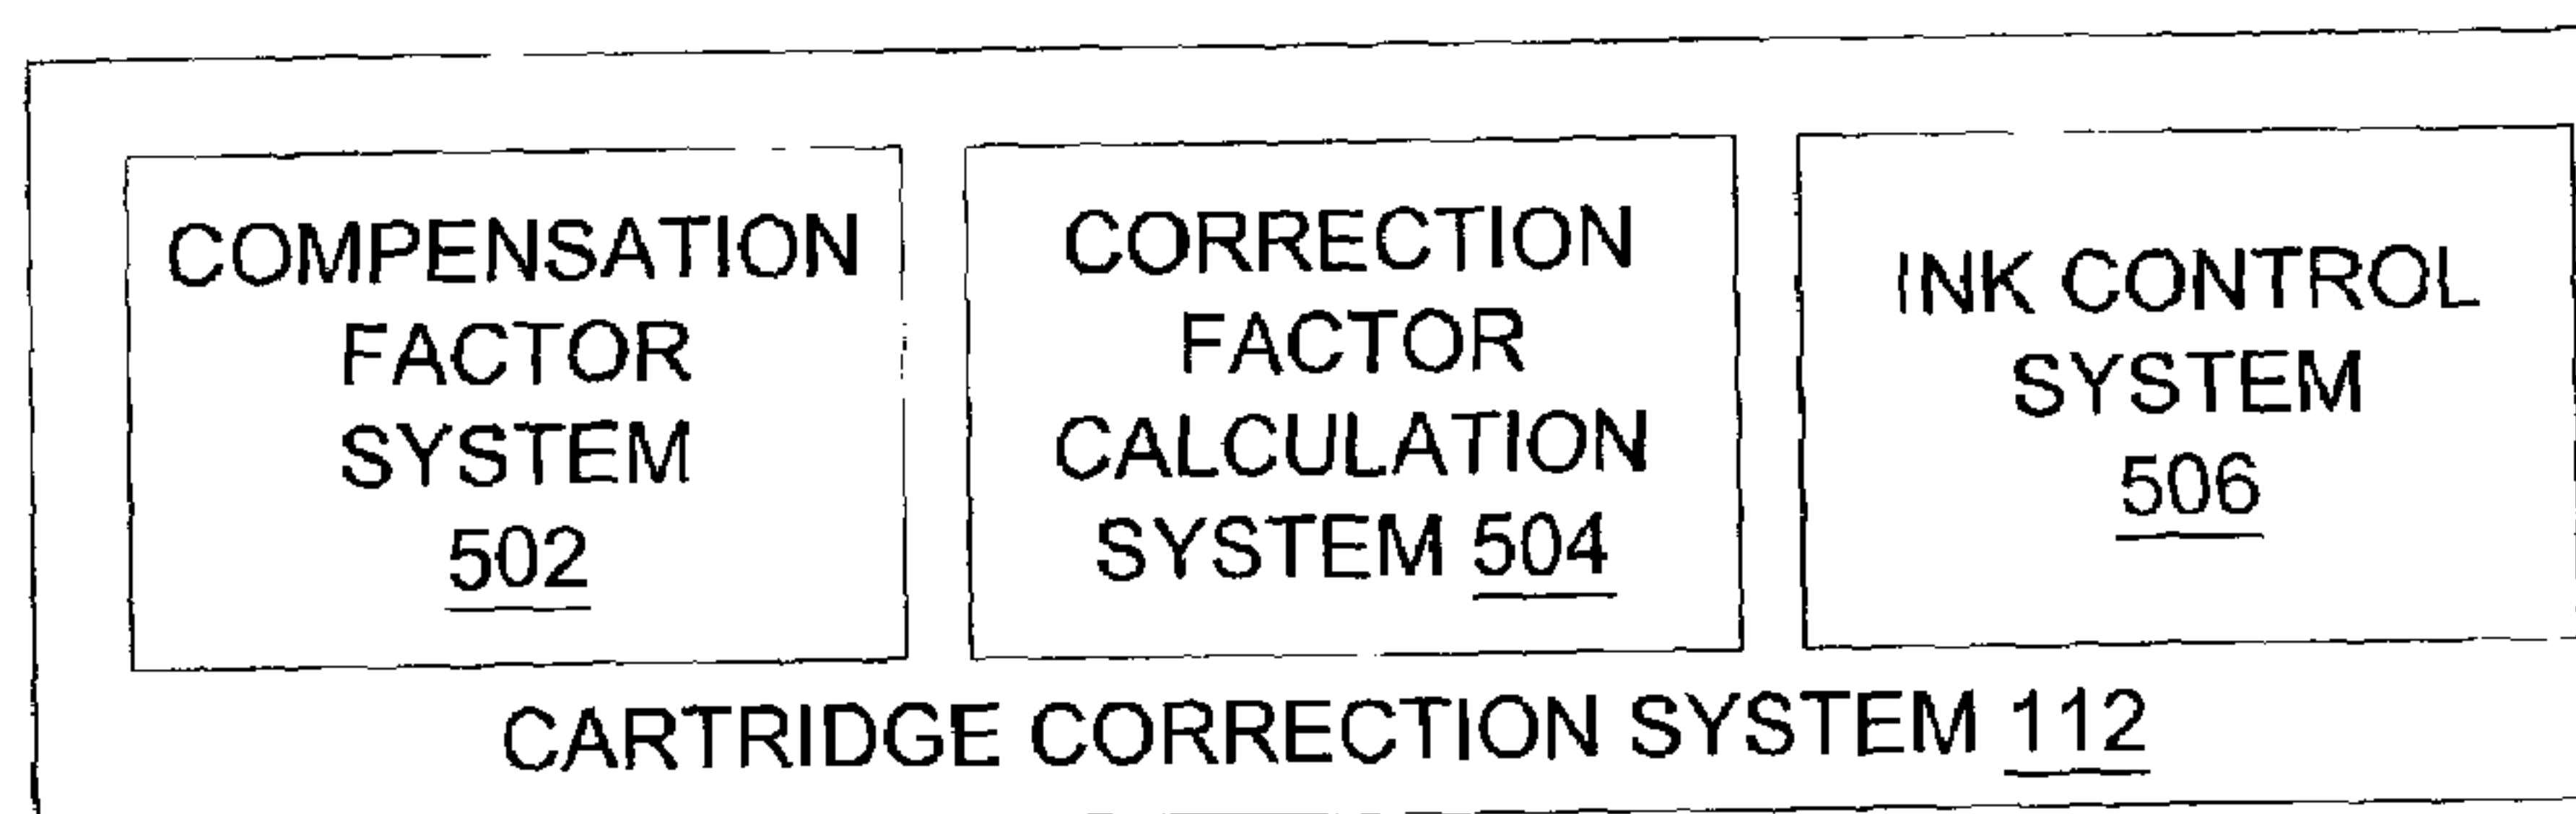 COMPENSATION
FACTOR
SYSTEM
502
CORRECTION
FACTOR
CALCULATION
SYSTEM 504
INK CONTROL
SYSTEM
506
CARTRIDGE CORRECTION SYSTEM 112